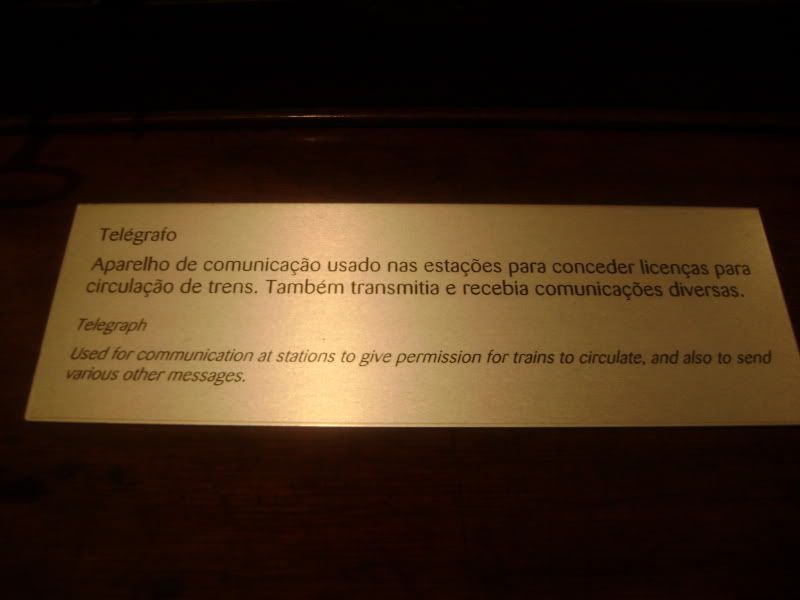 Telégrafo
Aparelho de comunicação usado nas estações para conceder licenças para
circulação de trens. Também transmitia e recebia comunicações diversas.
Telegraph
Used for communication at stations to give permission for trains to circulate, and also to send
various other messages.